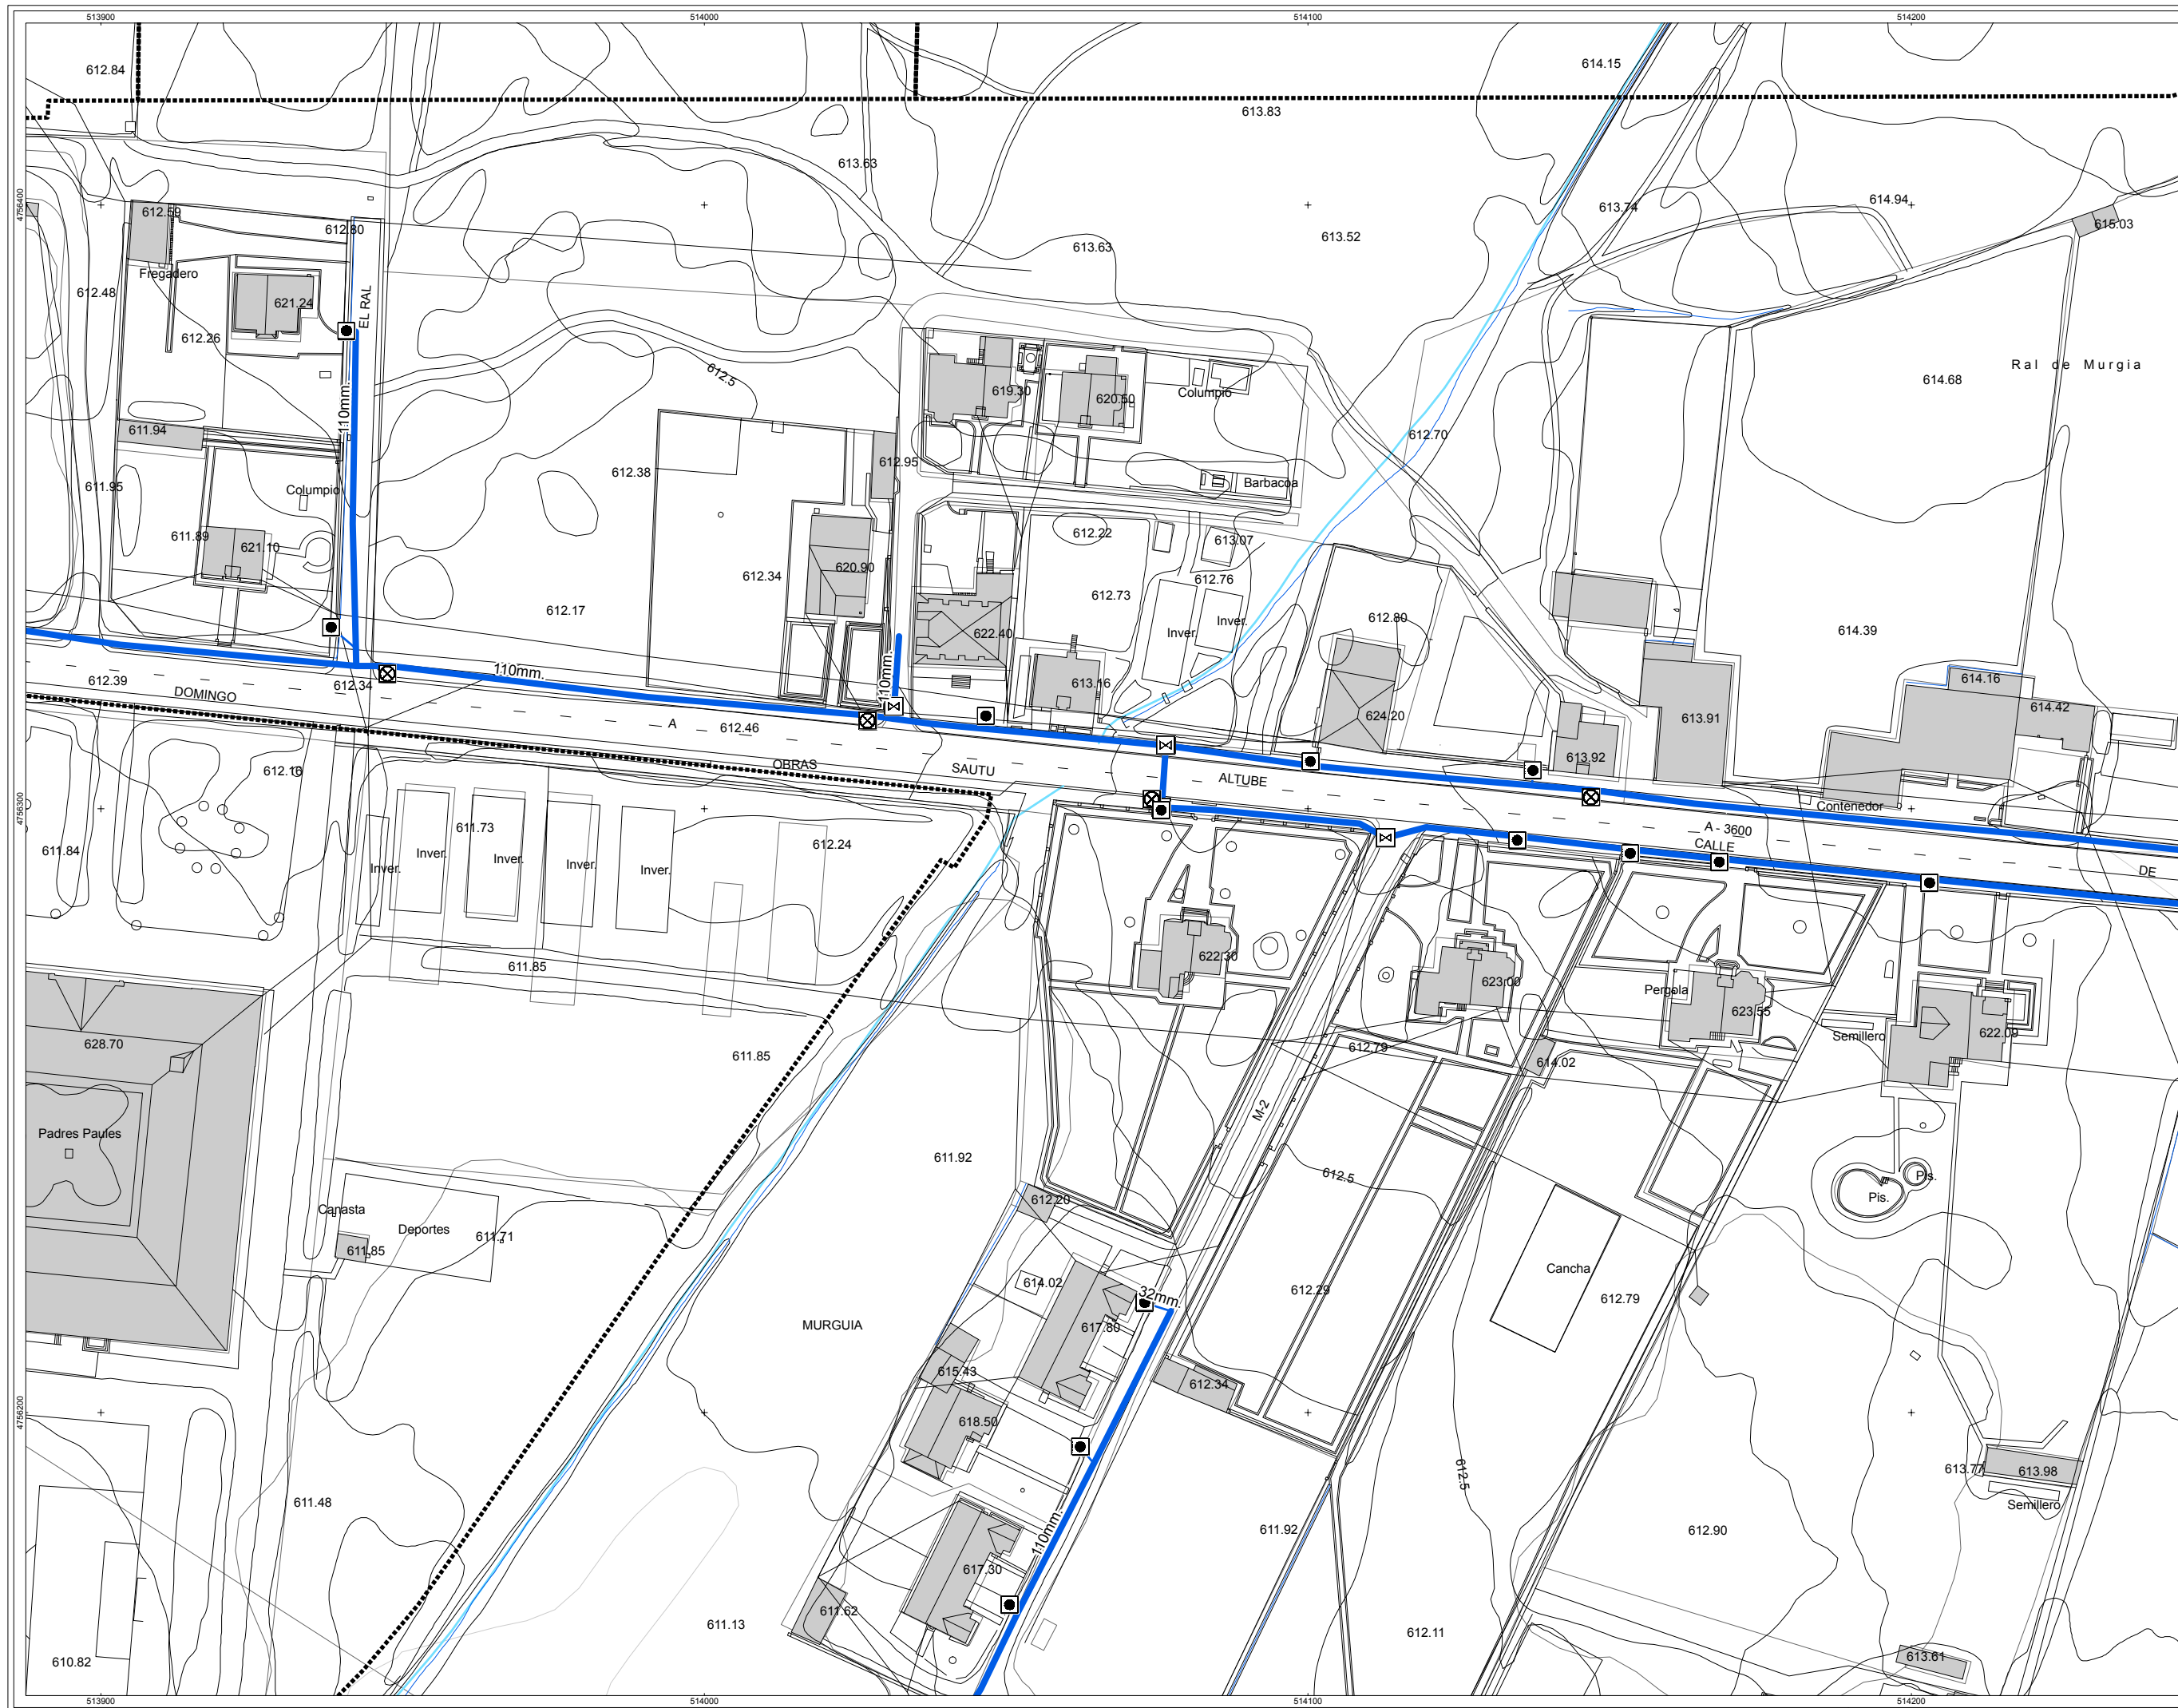 513900 514000 514100 514200
612.84
614.15
613.83
613.63
4756400
612.59
612.80
613.63
613.52
613.74
614.94
615.03
Fregadero
612.48
621.24
EL RAL
612.26
612.5
619.30
620.50
Columpio
614.68
Ral de Murgia
110mm.
611.94
612.70
612.38
612.95
Barbacoa
611.95
Columpio
611.89
621.10
612.22
613.07
612.34
620.90
612.76
612.73
612.17
612.80
Inver.
Inver.
622.40
614.39
110mm.
110mm.
612.39
612.34
613.16
614.16
614.42
DOMINGO
A
612.46
624.20
613.91
613.92
612.16
OBRAS
SAUTU
ALTUBE
Contenedor
4756300
611.73
612.24
A - 3600
CALLE
DE
611.84
Inver.
Inver.
Inver.
Inver.
Inver.
611.85
622.30
623.00
Pergola
623.55
628.70
611.85
612.79
614.02
Semillero
622.09
Padres Paules
M-2
611.92
612.5
Pis.
Pis.
612.20
Canasta
Deportes
611.71
611.85
614.02
32mm.
612.29
Cancha
612.79
MURGUIA
617.80
615.43
612.34
4756200
618.50
612.5
613.77
613.98
Semillero
611.48
611.92
612.90
110mm.
617.30
611.62
611.13
612.11
613.61
610.82
513900 514000 514100 514200